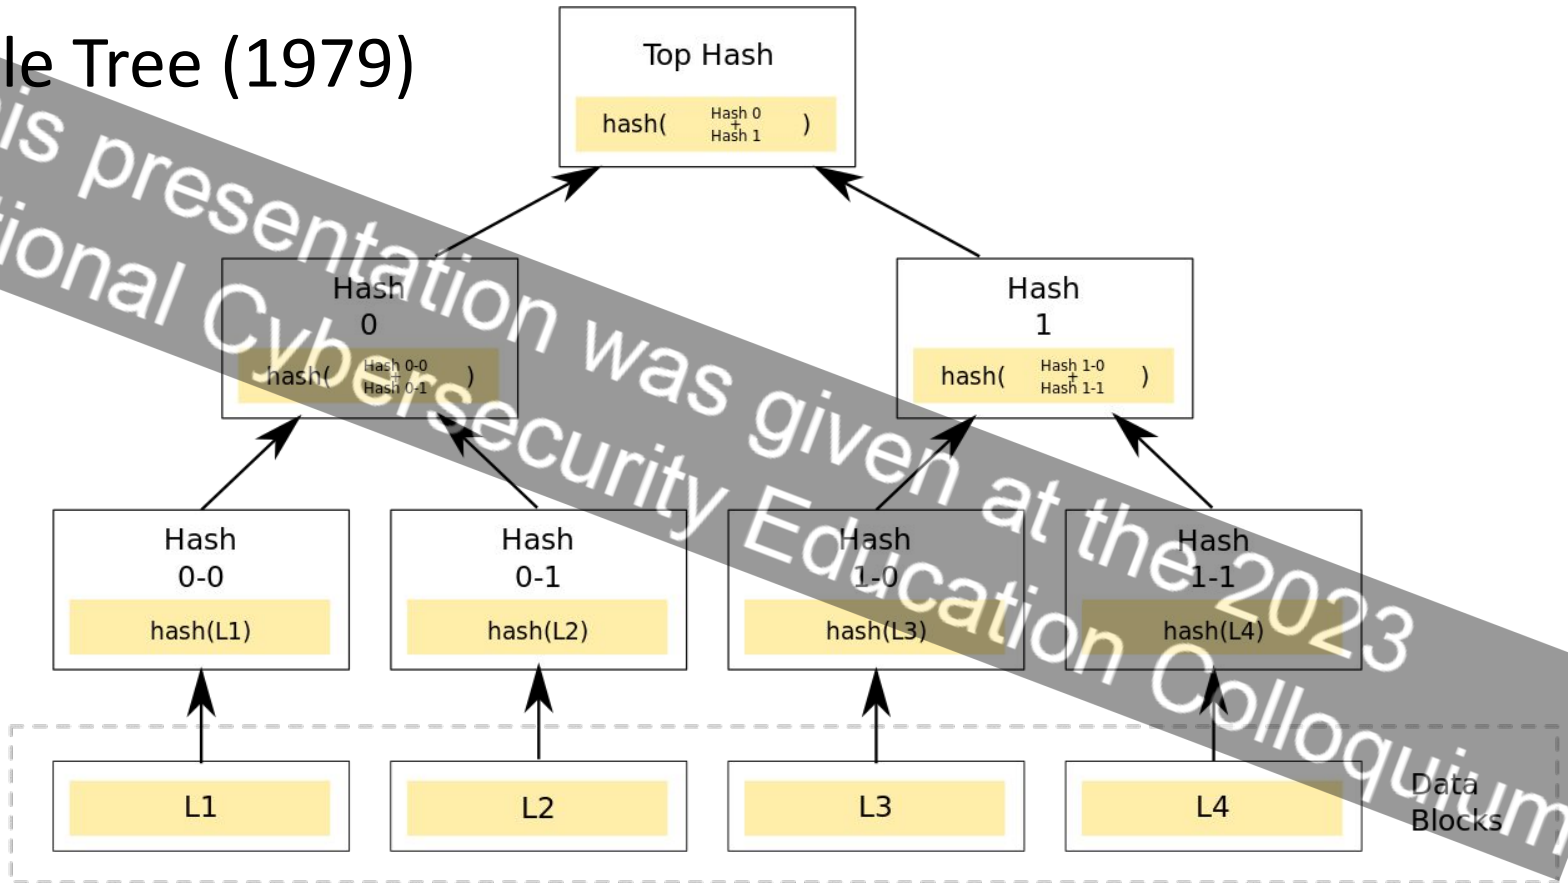 le Tree (1979)
Top Hash
hash( Hash 0 + Hash 1 )
is presentation was given at the 2023
tional Cybersecurity Education Colloquium
Hash
0
hash( Hash 0-0 + Hash 0-1 )
Hash
1
hash( Hash 1-0 + Hash 1-1 )
Hash
0-0
hash(L1)
Hash
0-1
hash(L2)
Hash
1-0
hash(L3)
Hash
1-1
hash(L4)
L1
L2
L3
L4
Data
Blocks